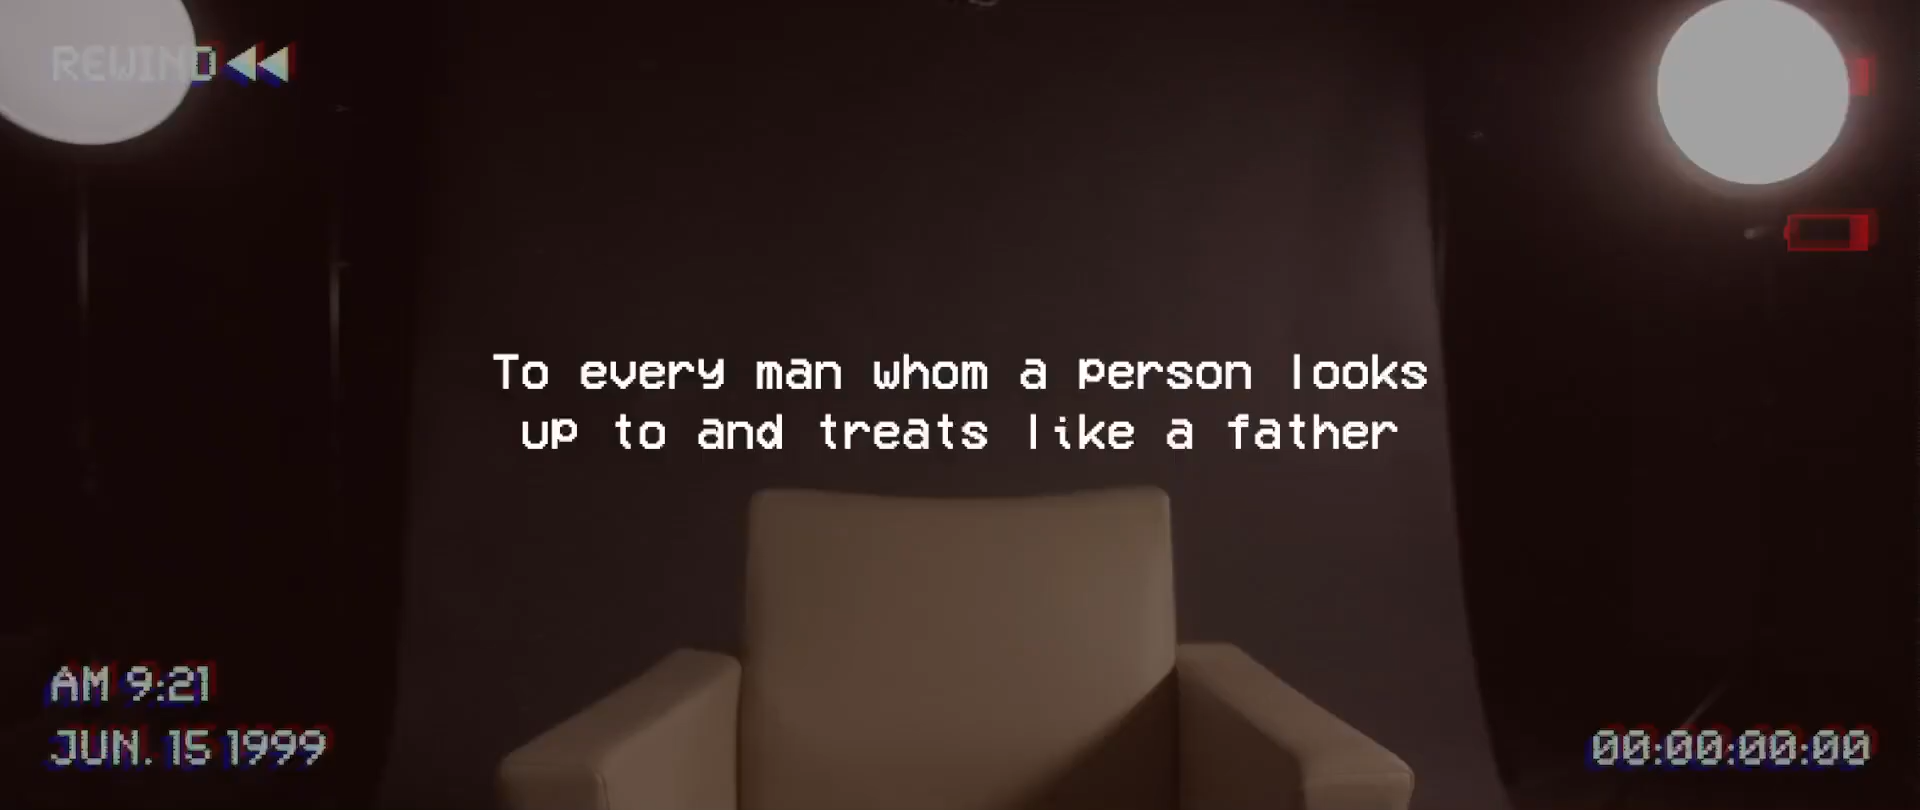 REWIND
To every man whom a person looks
up to and treats like a father
AM 9:21
JUN. 15 1999
00:00:00:00